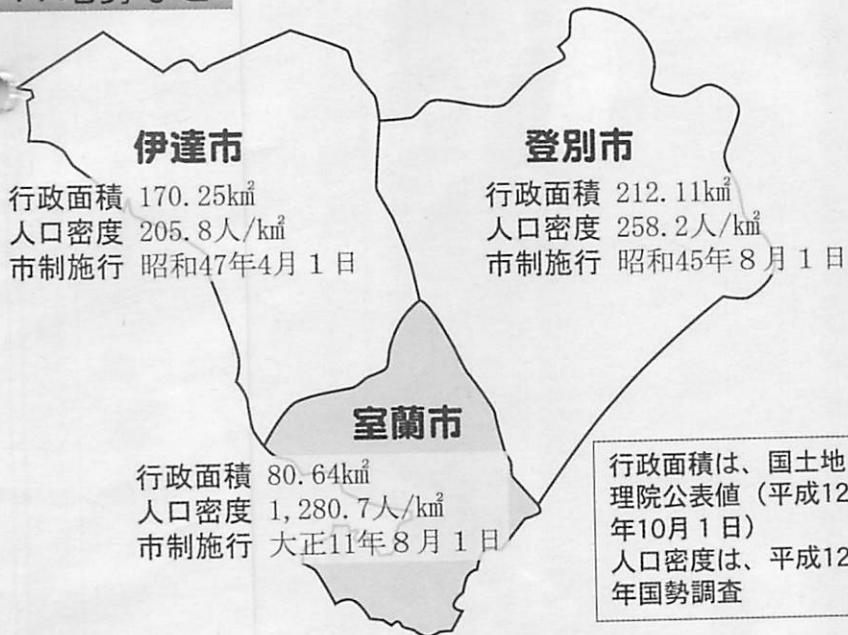 伊達市
行政面積 170.25k㎡
人口密度 205.8人/k㎡
市制施行 昭和47年4月1日
登別市
行政面積 212.11k㎡
人口密度 258.2人/k㎡
市制施行 昭和45年8月1日
室蘭市
行政面積 80.64k㎡
人口密度 1,280.7人/k㎡
市制施行 大正11年8月1日
行政面積は、国土地
理院公表値（平成12
年10月1日）
人口密度は、平成12
年国勢調査